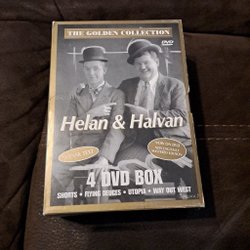 THE GOLDEN COLLECTION
DVD
Helan & Halvan
4 DVD BOX
SHORTS • FLYING DEUCES • UTOPIA • WAY OUT WEST